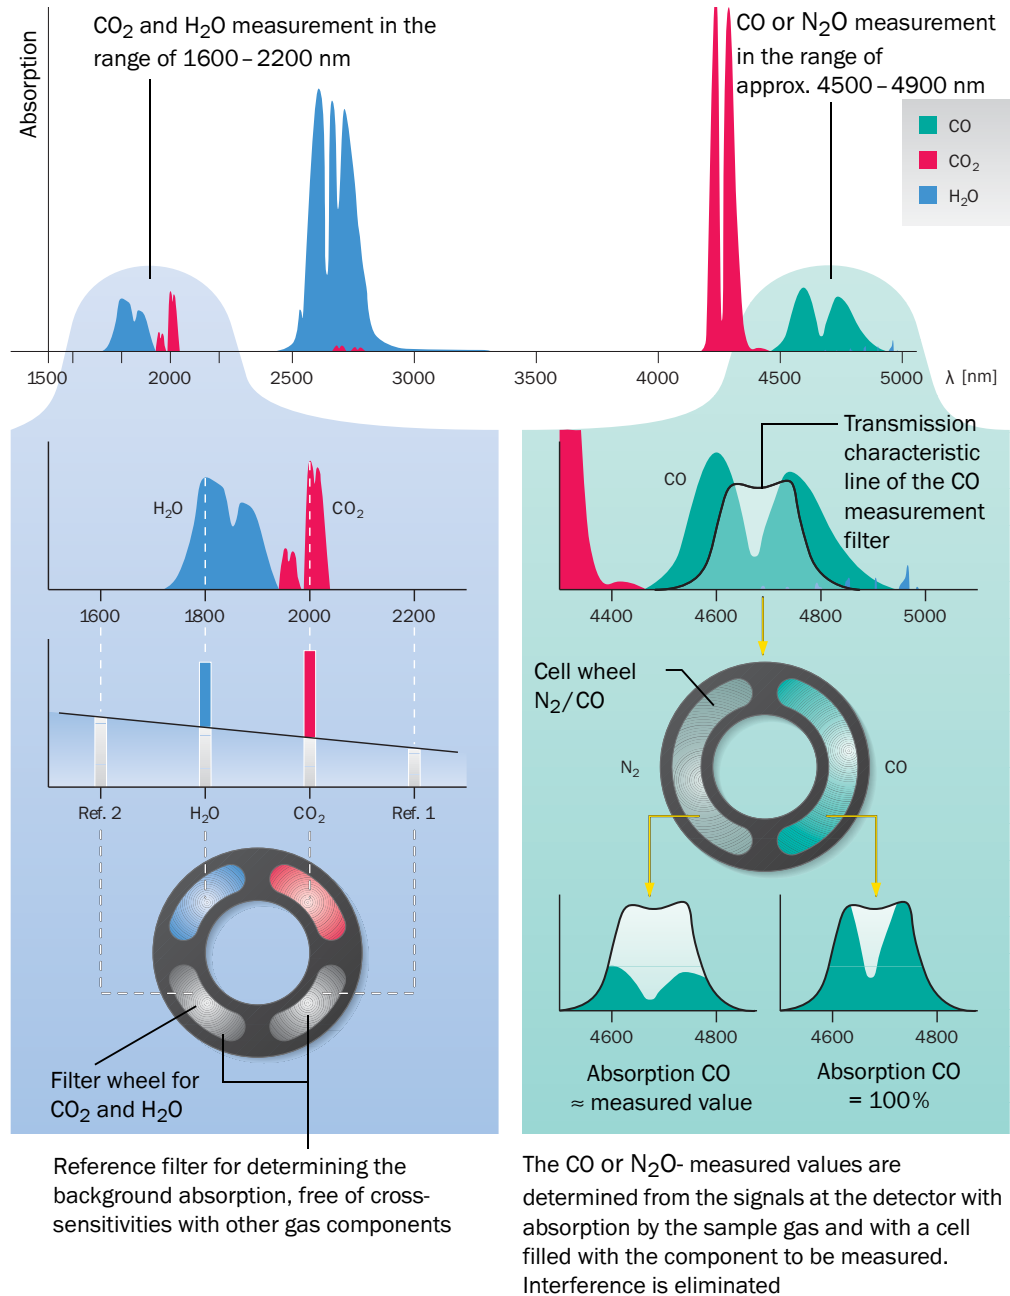 Absorption
CO₂ and H₂O measurement in the
range of 1600 – 2200 nm
CO or N₂O measurement
in the range of
approx. 4500 – 4900 nm
CO
CO₂
H₂O
1500 2000 2500 3000 3500 4000 4500 5000 λ [nm]
H₂O
CO₂
1600 1800 2000 2200
Ref. 2 H₂O CO₂ Ref. 1
Filter wheel for
CO₂ and H₂O
Reference filter for determining the
background absorption, free of cross-
sensitivities with other gas components
Transmission
characteristic
line of the CO
measurement
filter
CO
4400 4600 4800 5000
Cell wheel
N₂/CO
N₂
CO
4600 4800
4600 4800
Absorption CO
≈ measured value
Absorption CO
= 100%
The CO or N₂O- measured values are
determined from the signals at the detector with
absorption by the sample gas and with a cell
filled with the component to be measured.
Interference is eliminated